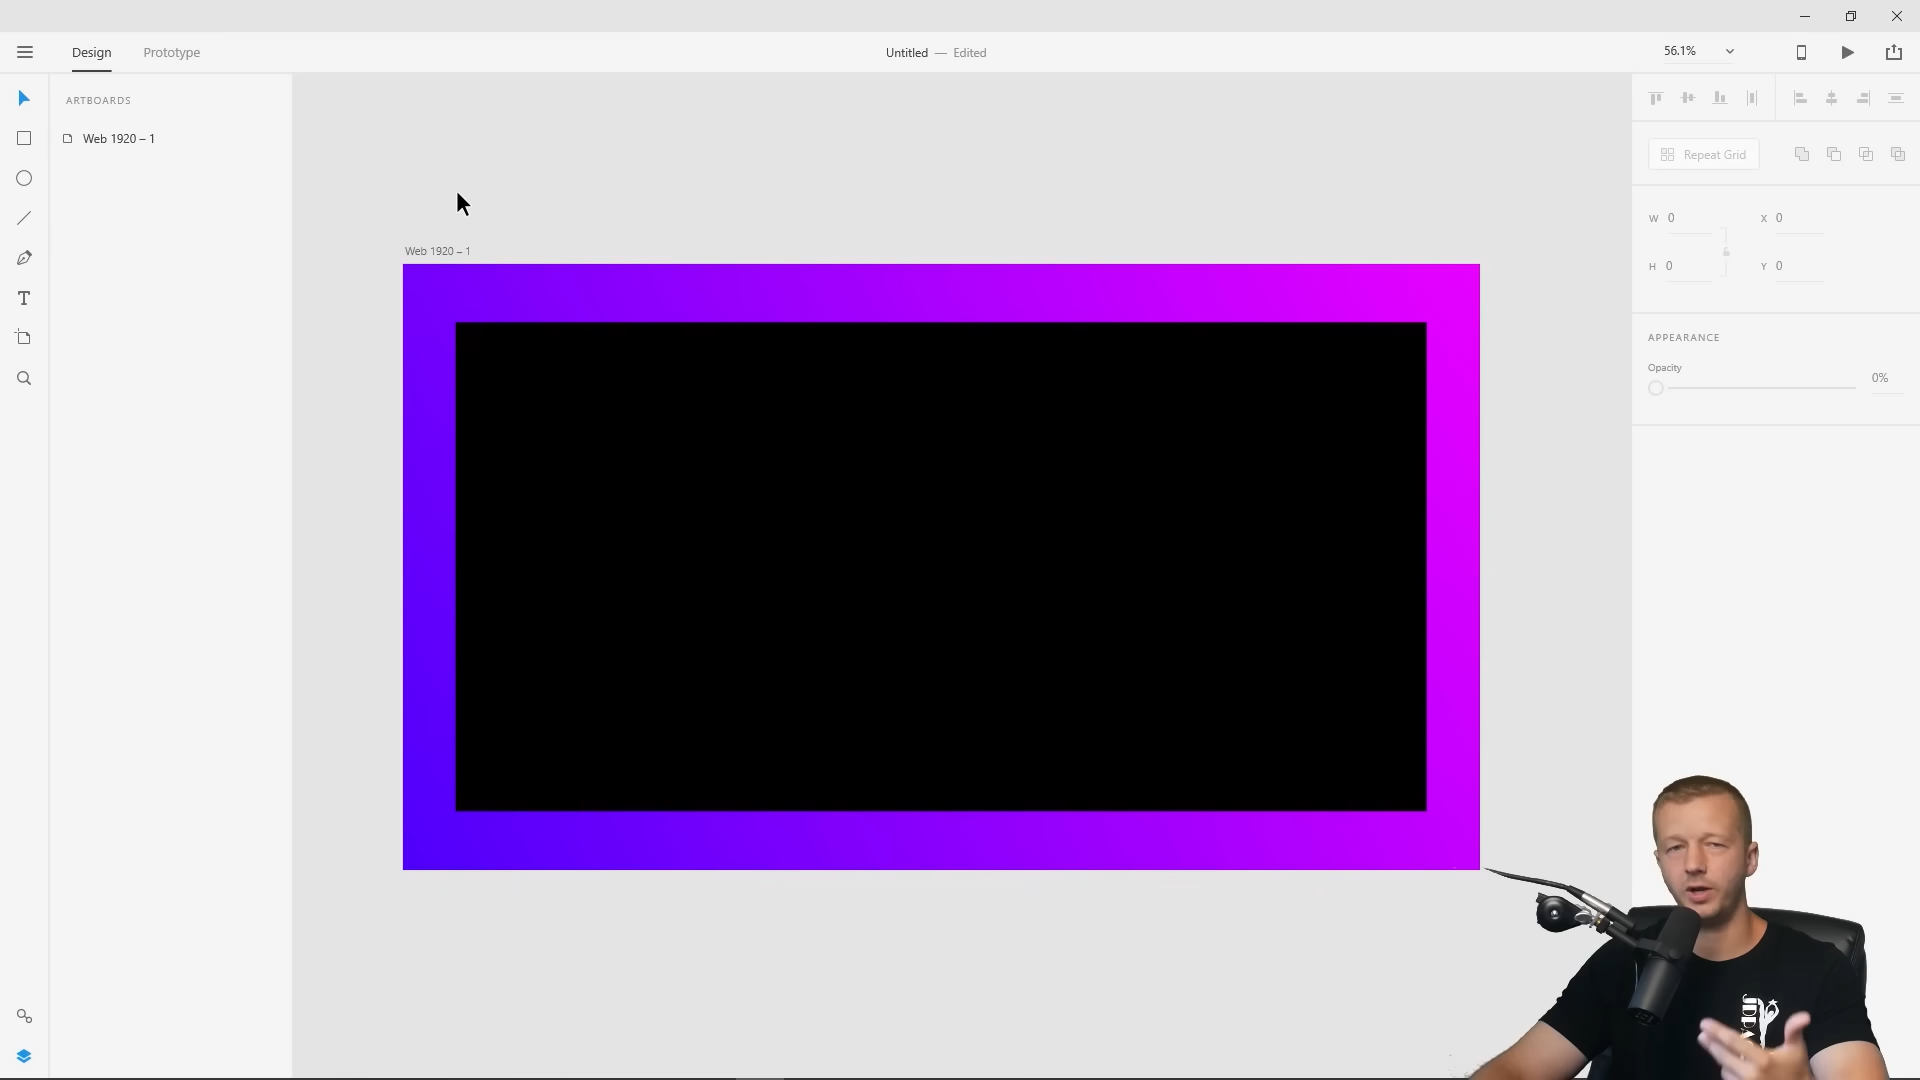 Design
Prototype
Untitled — Edited
56.1%
ARTBOARDS
Web 1920 – 1
Web 1920 – 1
Repeat Grid
W 0
X 0
H 0
Y 0
APPEARANCE
Opacity
0%